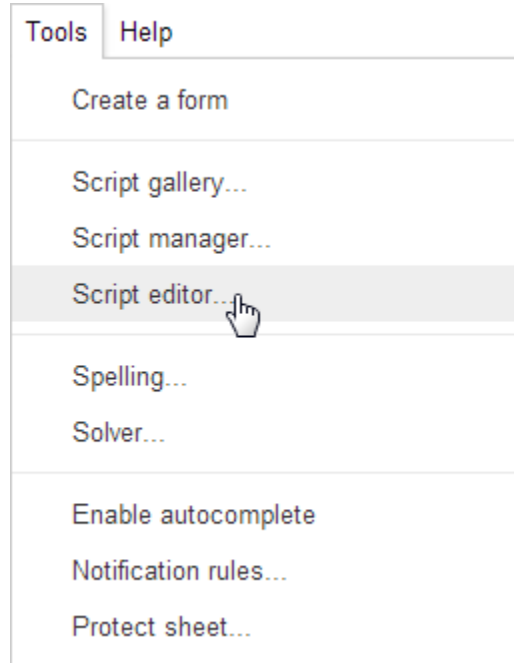 Tools Help
Create a form
Script gallery...
Script manager...
Script editor...
Spelling...
Solver...
Enable autocomplete
Notification rules...
Protect sheet...